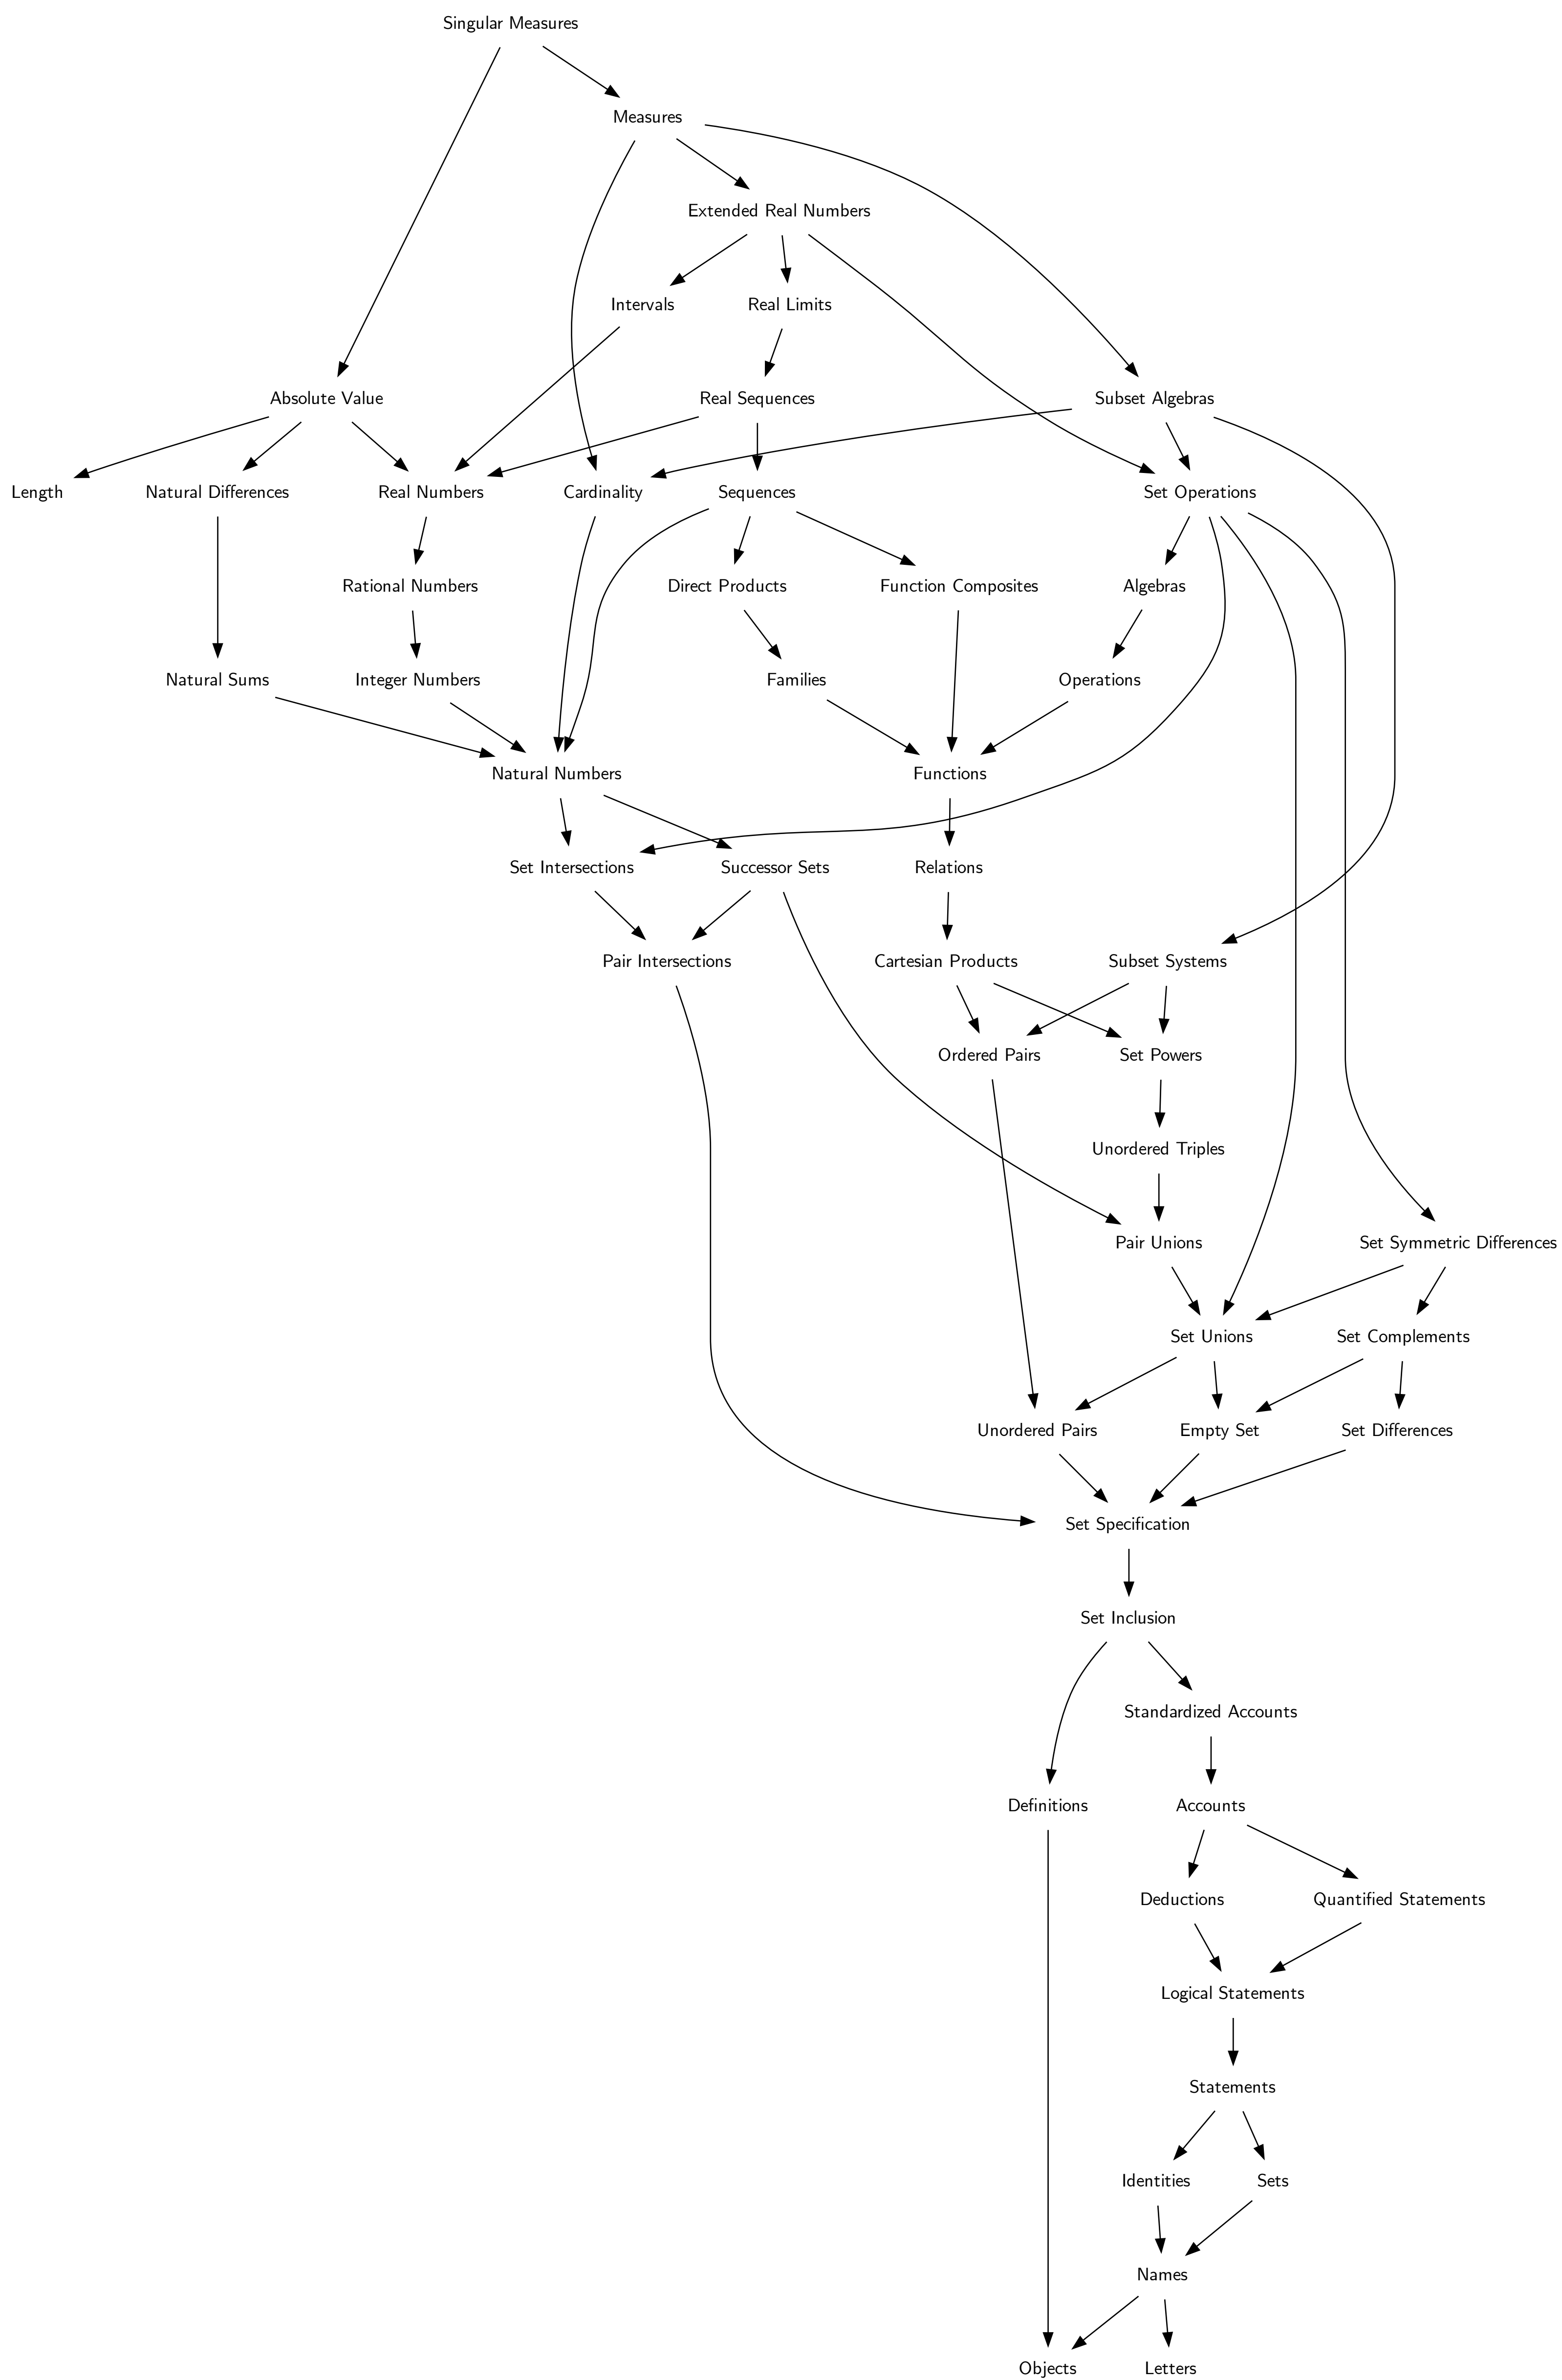 Singular Measures
Measures
Extended Real Numbers
Intervals
Real Limits
Absolute Value
Real Sequences
Subset Algebras
Length
Natural Differences
Real Numbers
Cardinality
Sequences
Set Operations
Rational Numbers
Direct Products
Function Composites
Algebras
Natural Sums
Integer Numbers
Families
Operations
Natural Numbers
Functions
Set Intersections
Successor Sets
Relations
Pair Intersections
Cartesian Products
Subset Systems
Ordered Pairs
Set Powers
Unordered Triples
Pair Unions
Set Symmetric Differences
Set Unions
Set Complements
Unordered Pairs
Empty Set
Set Differences
Set Specification
Set Inclusion
Standardized Accounts
Definitions
Accounts
Deductions
Quantified Statements
Logical Statements
Statements
Identities
Sets
Names
Objects
Letters